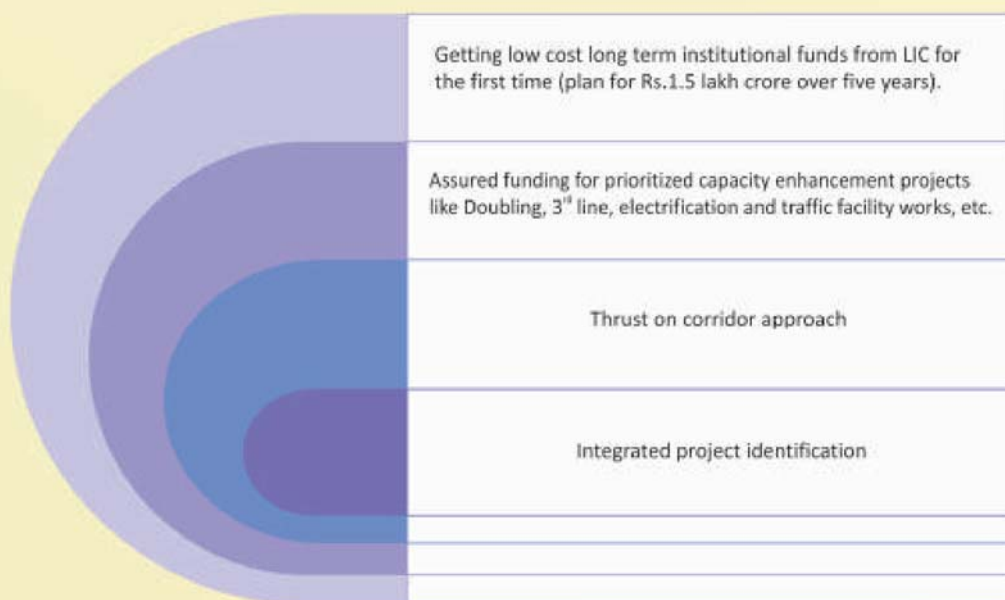 Getting low cost long term institutional funds from LIC for
the first time (plan for Rs.1.5 lakh crore over five years).
Assured funding for prioritized capacity enhancement projects
like Doubling, 3rd line, electrification and traffic facility works, etc.
Thrust on corridor approach
Integrated project identification